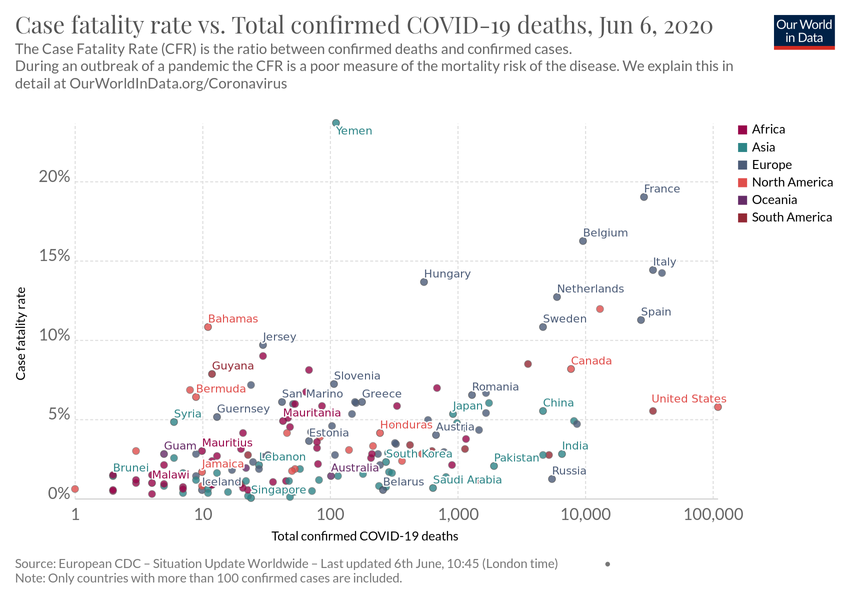 Case fatality rate vs. Total confirmed COVID-19 deaths, Jun 6, 2020
Our World
in Data
The Case Fatality Rate (CFR) is the ratio between confirmed deaths and confirmed cases.
During an outbreak of a pandemic the CFR is a poor measure of the mortality risk of the disease. We explain this in
detail at OurWorldInData.org/Coronavirus
Yemen
Africa
Asia
Europe
North America
Oceania
South America
20%
France
Belgium
15%
Italy
Hungary
Netherlands
Spain
Sweden
Bahamas
10%
Jersey
Canada
Guyana
Slovenia
Bermuda
Romania
San Marino
Greece
United States
Guernsey
Mauritania
Japan
China
5%
Syria
Honduras
Austria
Estonia
Guam
Mauritius
India
Lebanon
South Korea
Pakistan
Brunei
Jamaica
Australia
Malawi
Russia
Iceland
Belarus
Saudi Arabia
Singapore
0%
1
10
100
1,000
10,000
100,000
Case fatality rate
Total confirmed COVID-19 deaths
Source: European CDC – Situation Update Worldwide – Last updated 6th June, 10:45 (London time)
Note: Only countries with more than 100 confirmed cases are included.